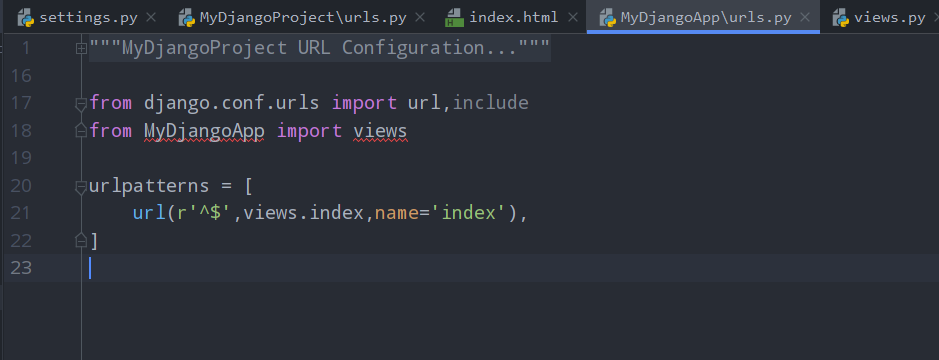 settings.py × MyDjangoProject\urls.py × index.html × MyDjangoApp\urls.py × views.py ×
1 """MyDjangoProject URL Configuration..."""
16
17 from django.conf.urls import url,include
18 from MyDjangoApp import views
19
20 urlpatterns = [
21     url(r'^$',views.index,name='index'),
22 ]
23